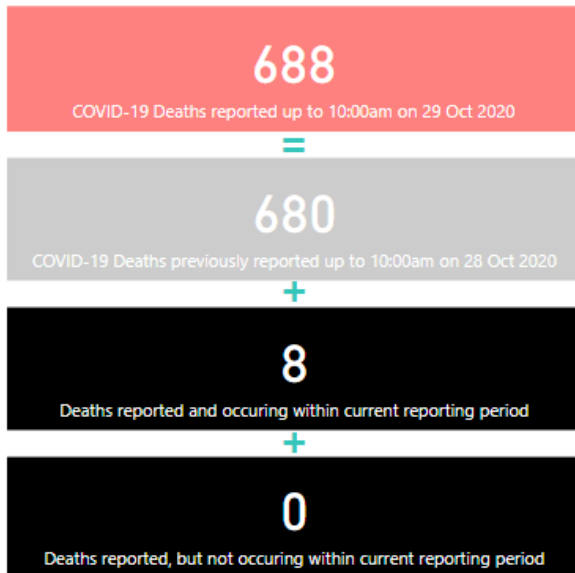 688
COVID-19 Deaths reported up to 10:00am on 29 Oct 2020
=
680
COVID-19 Deaths previously reported up to 10:00am on 28 Oct 2020
+
8
Deaths reported and occuring within current reporting period
+
0
Deaths reported, but not occuring within current reporting period